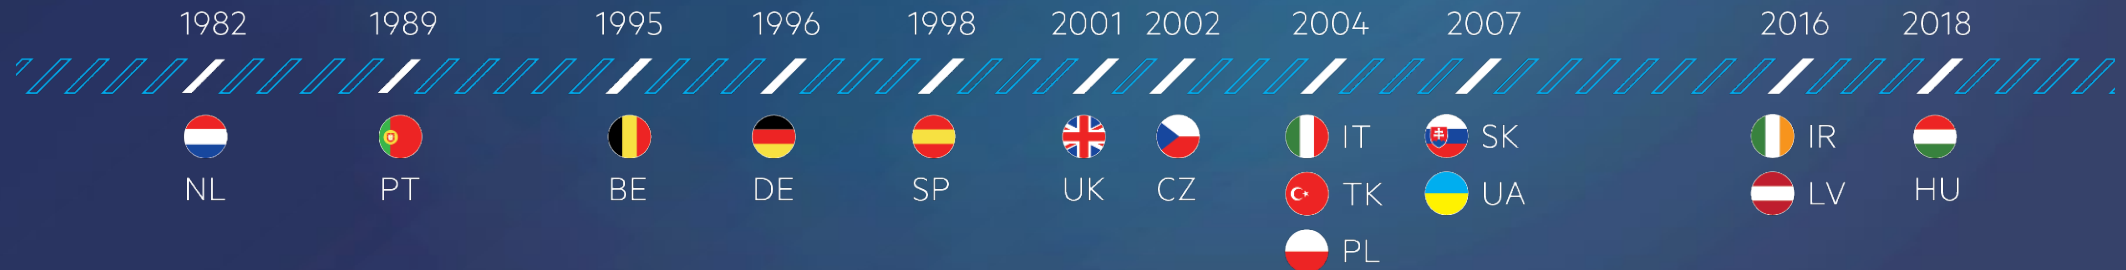 1982 1989 1995 1996 1998 2001 2002 2004 2007 2016 2018
NL PT BE DE SP UK CZ IT SK IR HU
TK UA LV
PL